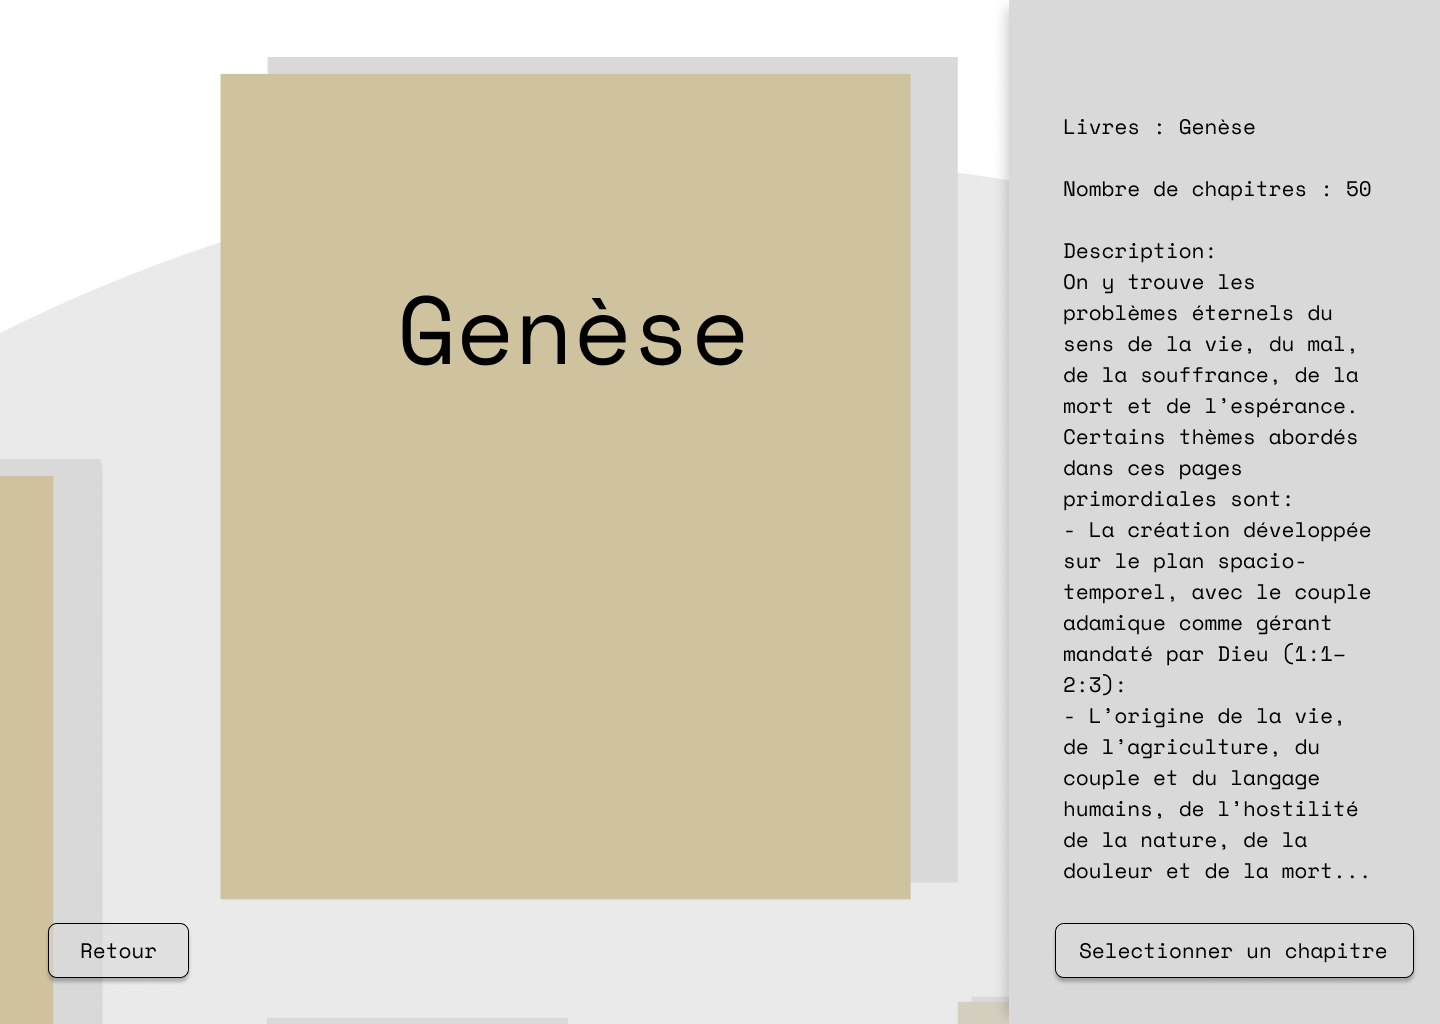 Genèse
Livres : Genèse
Nombre de chapitres : 50
Description:
On y trouve les
problèmes éternels du
sens de la vie, du mal,
de la souffrance, de la
mort et de l’espérance.
Certains thèmes abordés
dans ces pages
primordiales sont:
- La création développée
sur le plan spacio-
temporel, avec le couple
adamique comme gérant
mandaté par Dieu (1:1–
2:3):
- L’origine de la vie,
de l’agriculture, du
couple et du langage
humains, de l’hostilité
de la nature, de la
douleur et de la mort...
Retour
Selectionner un chapitre